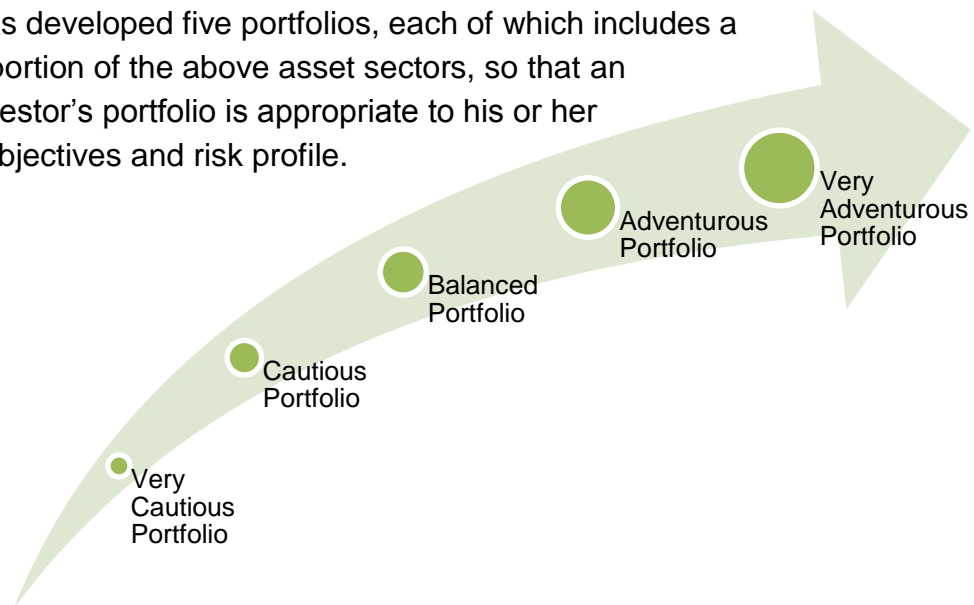 s developed five portfolios, each of which includes a
portion of the above asset sectors, so that an
estor’s portfolio is appropriate to his or her
bjectives and risk profile.
Very
Adventurous
Portfolio
Adventurous
Portfolio
Balanced
Portfolio
Cautious
Portfolio
Very
Cautious
Portfolio